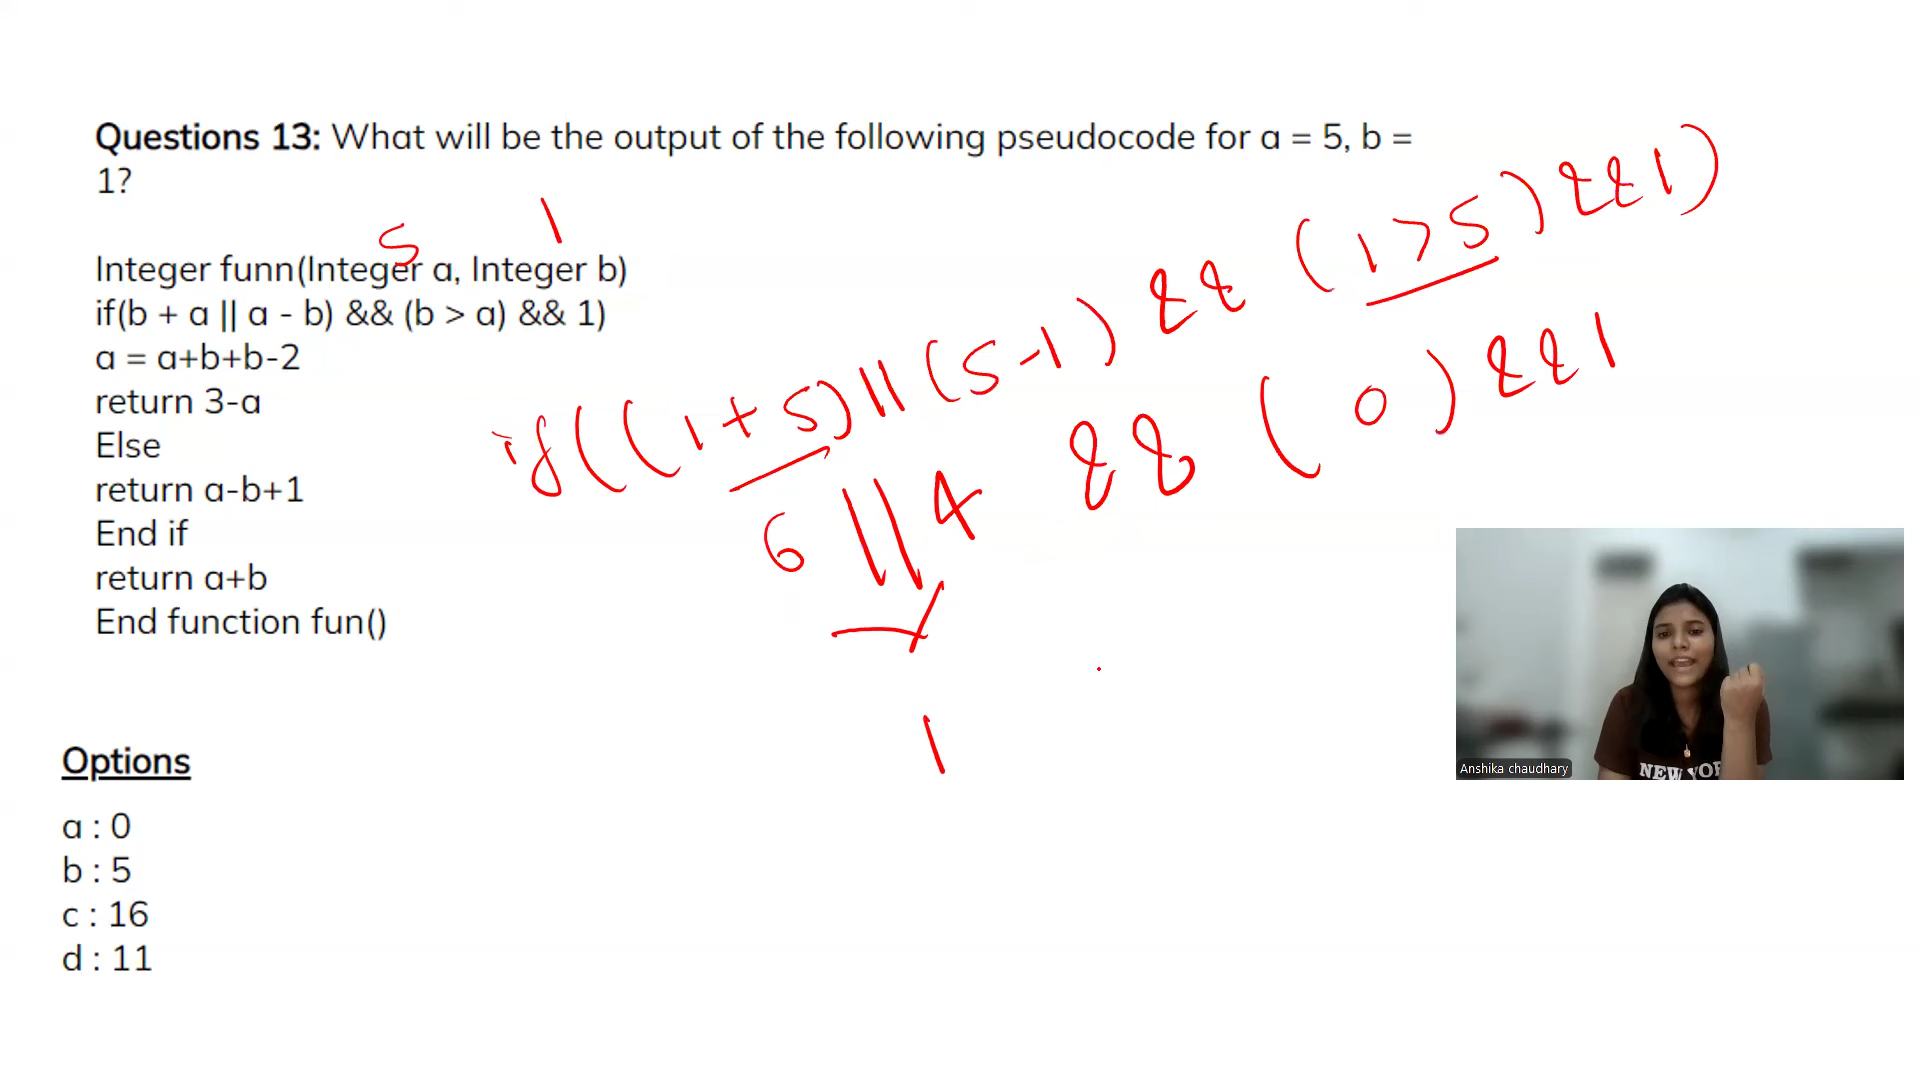 Questions 13: What will be the output of the following pseudocode for a = 5, b =
1?
5 1
Integer funn(Integer a, Integer b)
if(b + a || a - b) && (b > a) && 1)
a = a+b+b-2
return 3-a
Else
return a-b+1
End if
return a+b
End function fun()
if((1+5)||(5-1) && (1>5) && 1)
6 || 4 && (0) && 1
1
Options
a : 0
b : 5
c : 16
d : 11
Anshika chaudhary
NEW YOR